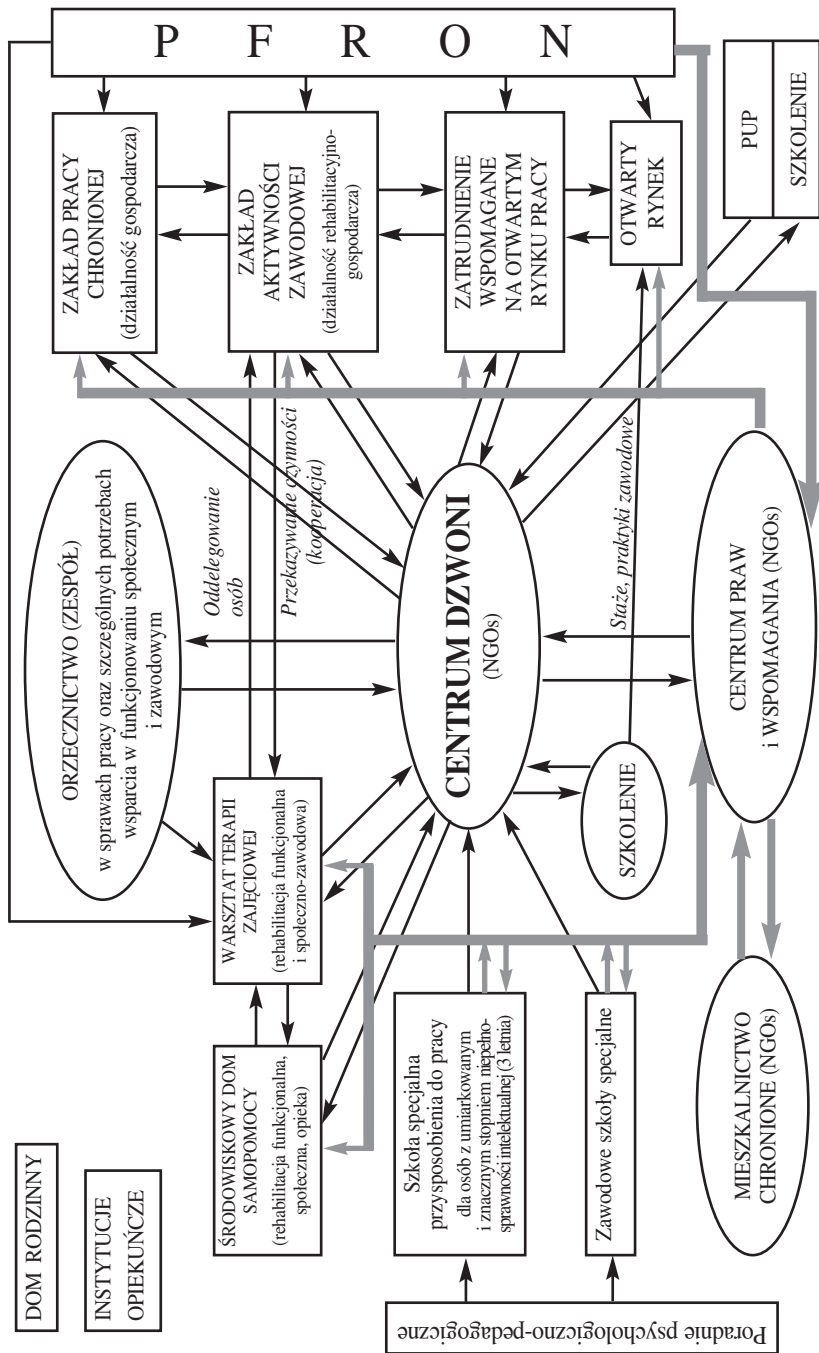 DOM RODZINNY
INSTYTUCJE
OPIEKUŃCZE
ORZECZNICTWO (ZESPÓŁ)
w sprawach pracy oraz szczególnych potrzebach
wsparcia w funkcjonowaniu społecznym
i zawodowym
P F R O N
ZAKŁAD PRACY
CHRONIONEJ
(działalność gospodarcza)
ŚRODOWISKOWY DOM
SAMOPOMOCY
(rehabilitacja funkcjonalna,
społeczna, opieka)
WARSZTAT TERAPII
ZAJĘCIOWEJ
(rehabilitacja funkcjonalna
i społeczno-zawodowa)
Oddelegowanie
osób
Przekazywanie czynności
(kooperacja)
ZAKŁAD
AKTYWNOŚCI
ZAWODOWEJ
(działalność rehabilitacyjno-
gospodarcza)
Poradnie psychologiczno-pedagogiczne
Szkoła specjalna
przysposobienia do pracy
dla osób z umiarkowanym
i znacznym stopniem niepełno-
sprawności intelektualnej (3 letnia)
CENTRUM DZWONI
(NGOs)
ZATRUDNIENIE
WSPOMAGANE
NA OTWARTYM
RYNKU PRACY
Zawodowe szkoły specjalne
SZKOLENIE
Staże, praktyki zawodowe
OTWARTY
RYNEK
MIESZKALNICTWO
CHRONIONE (NGOs)
CENTRUM PRAW
i WSPOMAGANIA (NGOs)
PUP
SZKOLENIE